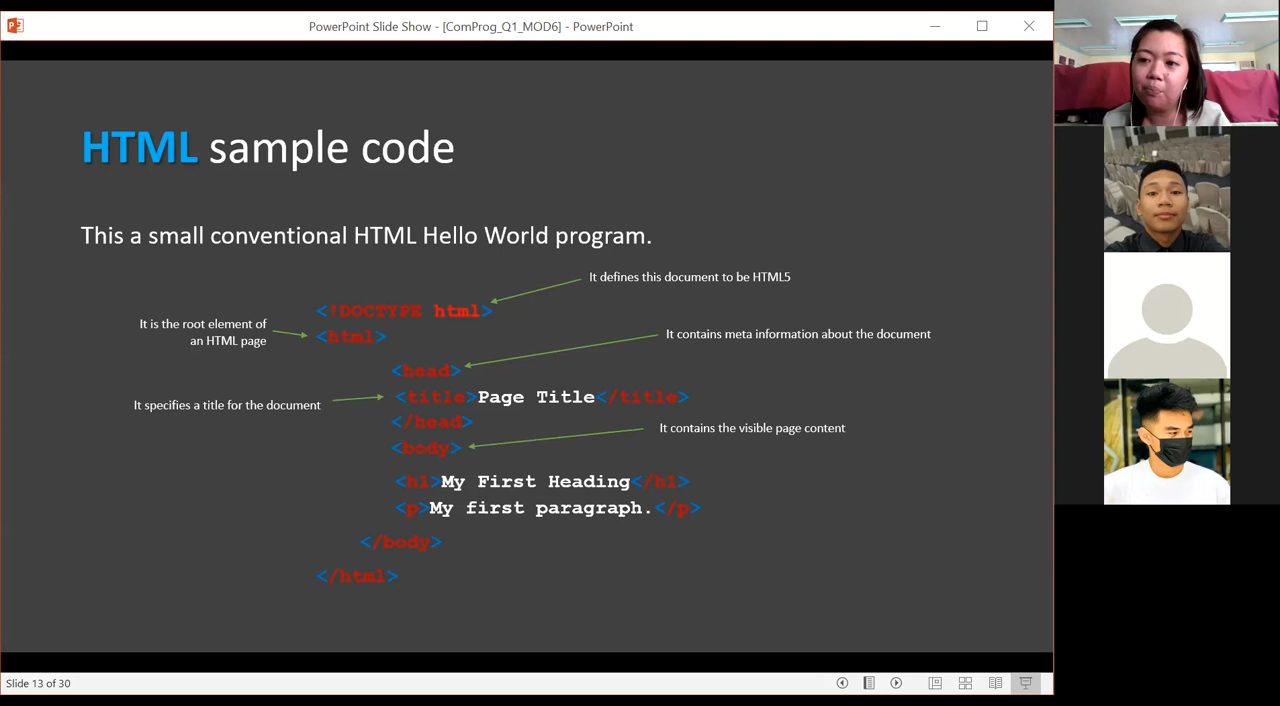 PowerPoint Slide Show - [ComProg_Q1_MOD6] - PowerPoint
HTML sample code
This a small conventional HTML Hello World program.
It defines this document to be HTML5
<!DOCTYPE html>
It is the root element of
an HTML page
<html>
It contains meta information about the document
<head>
It specifies a title for the document
<title>Page Title</title>
</head>
It contains the visible page content
<body>
<h1>My First Heading</h1>
<p>My first paragraph.</p>
</body>
</html>
Slide 13 of 30